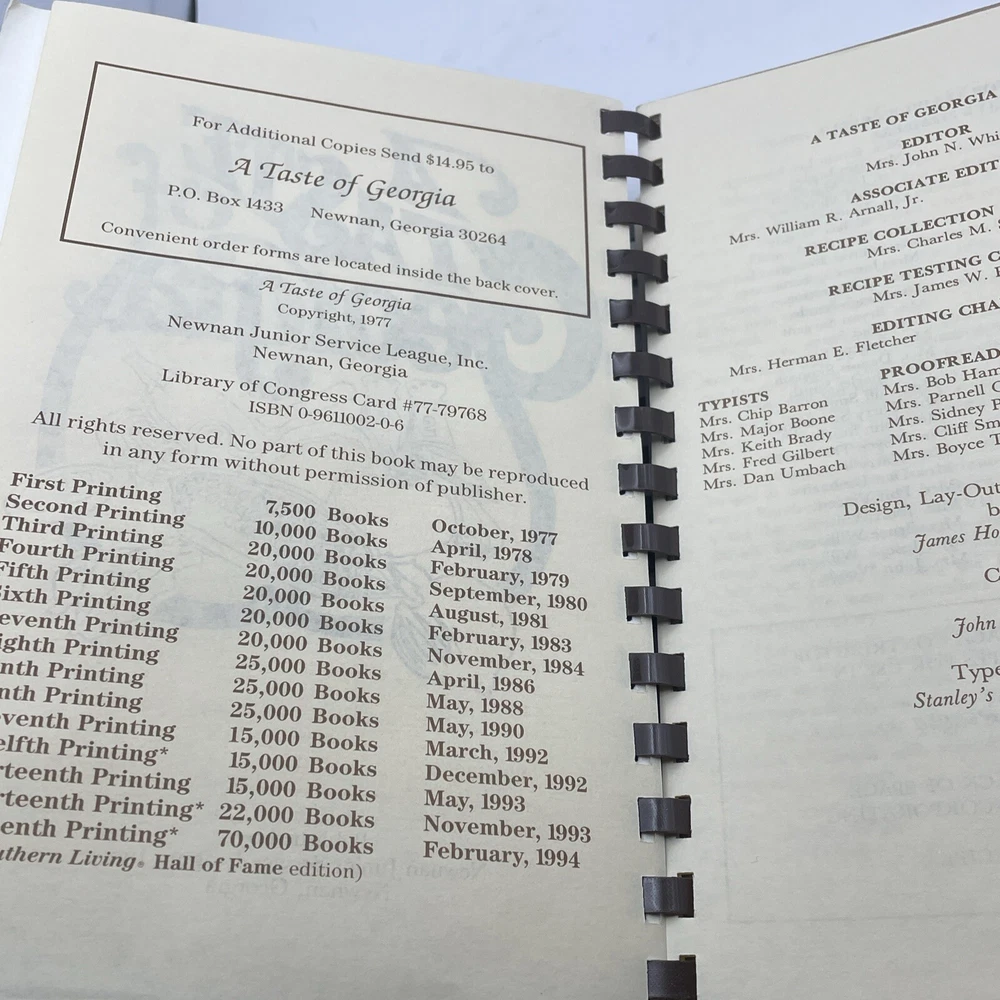 For Additional Copies Send $14.95 to
A Taste of Georgia
P.O. Box 1433 Newnan, Georgia 30264
Convenient order forms are located inside the back cover.
A Taste of Georgia
Copyright, 1977
Newnan Junior Service League, Inc.
Newnan, Georgia
Library of Congress Card #77-79768
ISBN 0-9611002-0-6
All rights reserved. No part of this book may be reproduced
in any form without permission of publisher.
First Printing 7,500 Books October, 1977
Second Printing 10,000 Books April, 1978
Third Printing 20,000 Books February, 1979
Fourth Printing 20,000 Books September, 1980
Fifth Printing 20,000 Books August, 1981
ixth Printing 20,000 Books February, 1983
eventh Printing 20,000 Books November, 1984
ighth Printing 25,000 Books April, 1986
nth Printing 25,000 Books May, 1988
nth Printing 25,000 Books May, 1990
eventh Printing 15,000 Books March, 1992
elfth Printing* 15,000 Books December, 1992
rteenth Printing 15,000 Books May, 1993
rteenth Printing* 22,000 Books November, 1993
eenth Printing* 70,000 Books February, 1994
uthern Living® Hall of Fame edition)
A TASTE OF GEORGIA
EDITOR
Mrs. John N. Whi
ASSOCIATE EDIT
Mrs. William R. Arnall, Jr.
RECIPE COLLECTION
Mrs. Charles M.
RECIPE TESTING C
Mrs. James W.
EDITING CHA
Mrs. Herman E. Fletcher
TYPISTS
Mrs. Chip Barron
Mrs. Major Boone
Mrs. Keith Brady
Mrs. Fred Gilbert
Mrs. Dan Umbach
PROOFREAD
Mrs. Bob Ham
Mrs. Parnell
Mrs. Sidney P
Mrs. Cliff Sm
Mrs. Boyce T
Design, Lay-Out
b
James Ho
C
John
Type
Stanley's